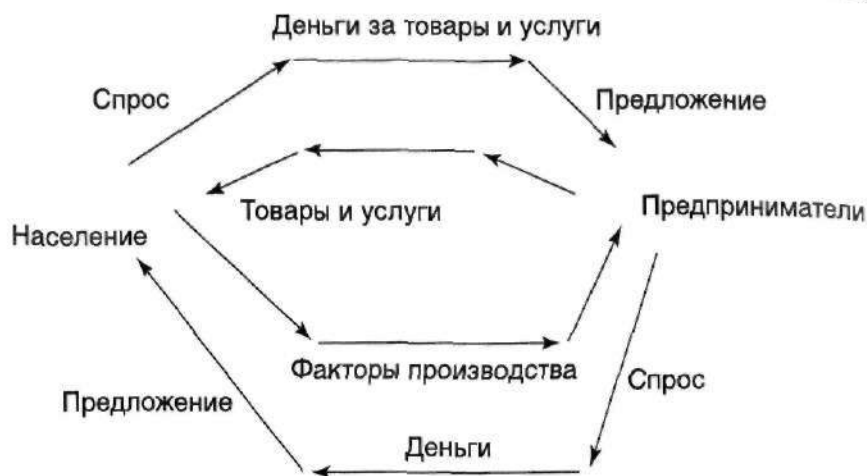 Деньги за товары и услуги
Спрос
Предложение
Товары и услуги
Предприниматели
Население
Факторы производства
Спрос
Предложение
Деньги